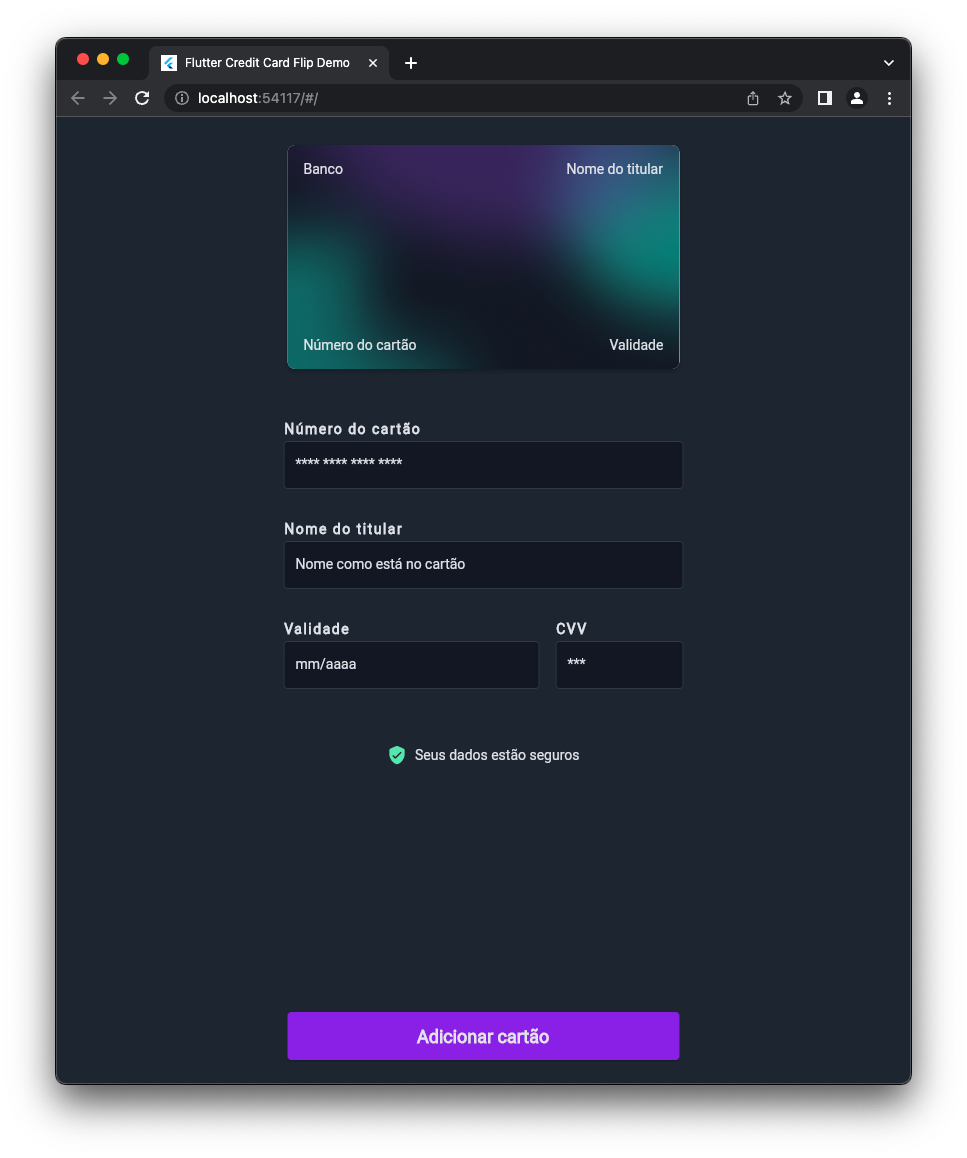 Flutter Credit Card Flip Demo
localhost:54117/#/
Banco Nome do titular
Número do cartão Validade
Número do cartão
**** **** **** ****
Nome do titular
Nome como está no cartão
Validade CVV
mm/aaaa ***
Seus dados estão seguros
Adicionar cartão